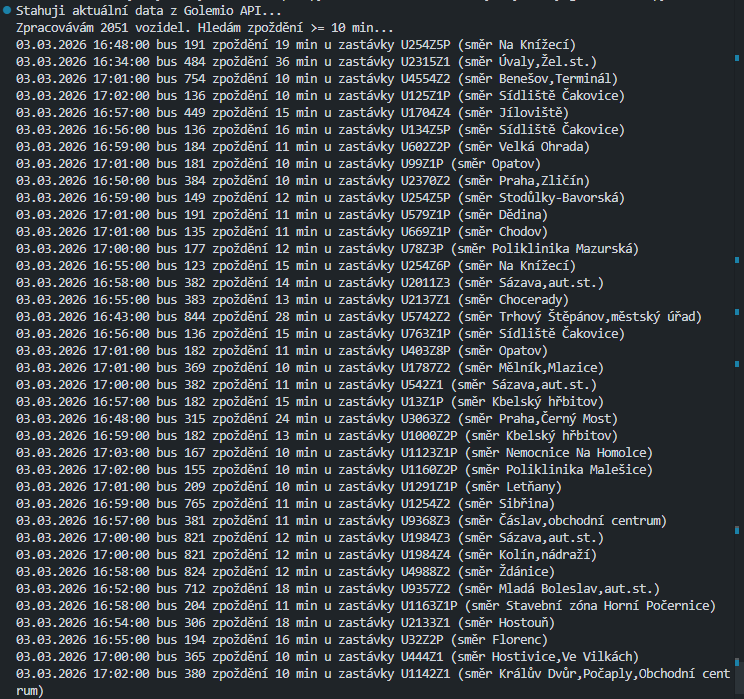 Stahuji aktuální data z Golemio API...
Zpracovávám 2051 vozidel. Hledám zpoždění >= 10 min...
03.03.2026 16:48:00 bus 191 zpoždění 19 min u zastávky U254Z5P (směr Na Knížecí)
03.03.2026 16:34:00 bus 484 zpoždění 36 min u zastávky U2315Z1 (směr Úvaly,Žel.st.)
03.03.2026 17:01:00 bus 754 zpoždění 10 min u zastávky U4554Z2 (směr Benešov,Terminál)
03.03.2026 17:02:00 bus 136 zpoždění 10 min u zastávky U125Z1P (směr Sídliště Čakovice)
03.03.2026 16:57:00 bus 449 zpoždění 15 min u zastávky U1704Z4 (směr Jíloviště)
03.03.2026 16:56:00 bus 136 zpoždění 16 min u zastávky U134Z5P (směr Sídliště Čakovice)
03.03.2026 16:59:00 bus 184 zpoždění 11 min u zastávky U602Z2P (směr Velká Ohrada)
03.03.2026 17:01:00 bus 181 zpoždění 10 min u zastávky U99Z1P (směr Opatov)
03.03.2026 16:50:00 bus 384 zpoždění 10 min u zastávky U2370Z2 (směr Praha,Zličín)
03.03.2026 16:59:00 bus 149 zpoždění 12 min u zastávky U254Z5P (směr Stodůlky-Bavorská)
03.03.2026 17:01:00 bus 191 zpoždění 11 min u zastávky U579Z1P (směr Dědina)
03.03.2026 17:01:00 bus 135 zpoždění 11 min u zastávky U669Z1P (směr Chodov)
03.03.2026 17:00:00 bus 177 zpoždění 12 min u zastávky U78Z3P (směr Poliklinika Mazurská)
03.03.2026 16:55:00 bus 123 zpoždění 15 min u zastávky U254Z6P (směr Na Knížecí)
03.03.2026 16:58:00 bus 382 zpoždění 14 min u zastávky U2011Z3 (směr Sázava,aut.st.)
03.03.2026 16:55:00 bus 383 zpoždění 13 min u zastávky U2137Z1 (směr Chocerady)
03.03.2026 16:43:00 bus 844 zpoždění 28 min u zastávky U5742Z2 (směr Trhový Štěpánov,městský úřad)
03.03.2026 16:56:00 bus 136 zpoždění 15 min u zastávky U763Z1P (směr Sídliště Čakovice)
03.03.2026 17:01:00 bus 182 zpoždění 11 min u zastávky U403Z8P (směr Opatov)
03.03.2026 17:01:00 bus 369 zpoždění 10 min u zastávky U1787Z2 (směr Mělník,Mlazice)
03.03.2026 17:00:00 bus 382 zpoždění 11 min u zastávky U542Z1 (směr Sázava,aut.st.)
03.03.2026 16:57:00 bus 182 zpoždění 15 min u zastávky U13Z1P (směr Kbelský hřbitov)
03.03.2026 16:48:00 bus 315 zpoždění 24 min u zastávky U3063Z2 (směr Praha,Černý Most)
03.03.2026 16:59:00 bus 182 zpoždění 13 min u zastávky U1000Z2P (směr Kbelský hřbitov)
03.03.2026 17:03:00 bus 167 zpoždění 10 min u zastávky U1123Z1P (směr Nemocnice Na Homolce)
03.03.2026 17:02:00 bus 155 zpoždění 10 min u zastávky U1160Z2P (směr Poliklinika Malešice)
03.03.2026 17:01:00 bus 209 zpoždění 10 min u zastávky U1291Z1P (směr Letňany)
03.03.2026 16:59:00 bus 765 zpoždění 11 min u zastávky U1254Z2 (směr Sibřina)
03.03.2026 16:57:00 bus 381 zpoždění 11 min u zastávky U9368Z3 (směr Čáslav,obchodní centrum)
03.03.2026 17:00:00 bus 821 zpoždění 12 min u zastávky U1984Z3 (směr Sázava,aut.st.)
03.03.2026 17:00:00 bus 821 zpoždění 12 min u zastávky U1984Z4 (směr Kolín,nádraží)
03.03.2026 16:58:00 bus 824 zpoždění 12 min u zastávky U4988Z2 (směr Ždánice)
03.03.2026 16:52:00 bus 712 zpoždění 18 min u zastávky U9357Z2 (směr Mladá Boleslav,aut.st.)
03.03.2026 16:58:00 bus 204 zpoždění 11 min u zastávky U1163Z1P (směr Stavební zóna Horní Počernice)
03.03.2026 16:54:00 bus 306 zpoždění 18 min u zastávky U2133Z1 (směr Hostouň)
03.03.2026 16:55:00 bus 194 zpoždění 16 min u zastávky U32Z2P (směr Florenc)
03.03.2026 17:00:00 bus 365 zpoždění 10 min u zastávky U444Z1 (směr Hostivice,Ve Vilkách)
03.03.2026 17:02:00 bus 380 zpoždění 10 min u zastávky U1142Z1 (směr Králův Dvůr,Počaply,Obchodní cent
rum)